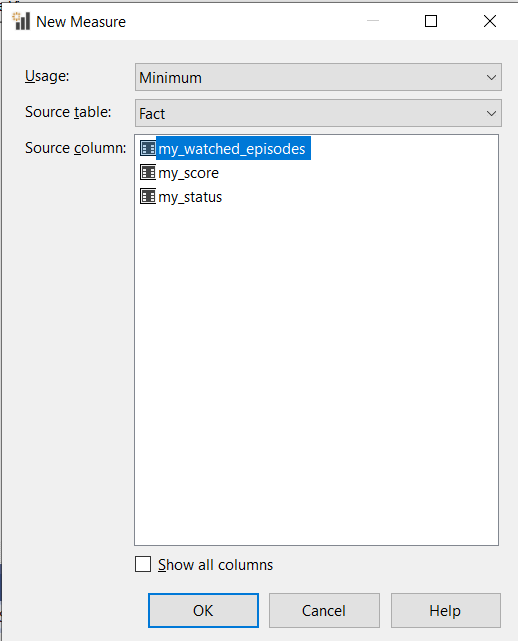 New Measure
Usage:
Minimum
Source table:
Fact
Source column:
my_watched_episodes
my_score
my_status
Show all columns
OK
Cancel
Help